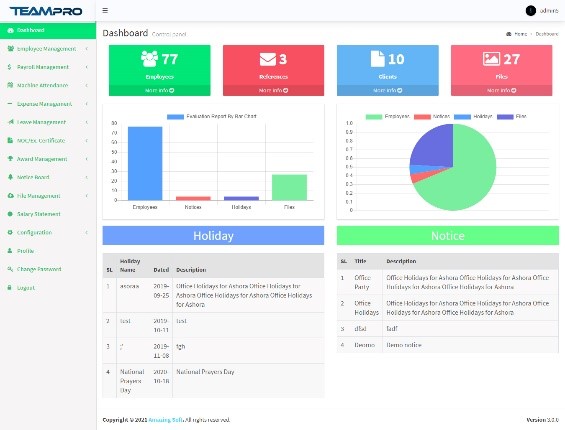 TEAMPRO
admins
Dashboard
Employee Management
Payroll Management
Machine Attendance
Expense Management
Leave Management
NOC/Ex. Certificate
Award Management
Notice Board
File Management
Salary Statement
Configuration
Profile
Change Password
Logout
Dashboard Control panel
Home > Dashboard
77
Employees
More info
3
References
More info
10
Clients
More info
27
Files
More info
Evaluation Report By Bar Chart
80
70
60
50
40
30
20
10
0
Employees Notices Holidays Files
Employees Notices Holidays Files
1.0
0.9
0.8
0.7
0.6
0.5
0.4
0.3
0.2
0.1
0
Holiday
SL Holiday Name Dated Description
1 asoraa 2019-09-25 Office Holidays for Ashora Office Holidays for
Ashora Office Holidays for Ashora Office Holidays
for Ashora
2 test 2019-10-11 test
3 2019-11-08 fgh
4 National Prayers Day 2020-10-16 National Prayers Day
Notice
SL Title Description
1 Office Party Office Holidays for Ashora Office Holidays for Ashora Office
Holidays for Ashora Office Holidays for Ashora
2 Office Holidays Office Holidays for Ashora Office Holidays for Ashora Office
Holidays for Ashora Office Holidays for Ashora
3 dfsd fadf
4 Deomo Demo notice
Copyright © 2021 Amazing Soft. All rights reserved.
Version 3.0.0